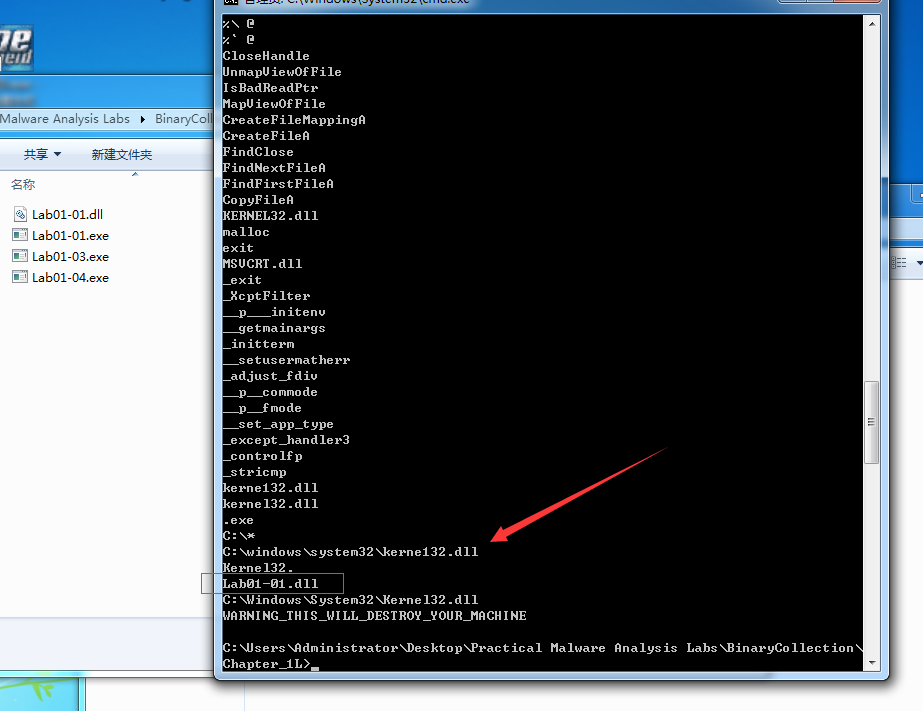 管理员: C:\Windows\System32\cmd.exe
Malware Analysis Labs
BinaryColl
共享
新建文件夹
名称
Lab01-01.dll
Lab01-01.exe
Lab01-03.exe
Lab01-04.exe
%\ @
%` @
CloseHandle
UnmapViewOfFile
IsBadReadPtr
MapViewOfFile
CreateFileMappingA
CreateFileA
FindClose
FindNextFileA
FindFirstFileA
CopyFileA
KERNEL32.dll
malloc
exit
MSVCRT.dll
_exit
_XcptFilter
__p___initenv
__getmainargs
_initterm
__setusermatherr
_adjust_fdiv
__p__commode
__p__fmode
__set_app_type
_except_handler3
_controlfp
_stricmp
kerne132.dll
kernel32.dll
.exe
C:\*
C:\windows\system32\kerne132.dll
Kernel32.
Lab01-01.dll
C:\Windows\System32\Kernel32.dll
WARNING_THIS_WILL_DESTROY_YOUR_MACHINE
C:\Users\Administrator\Desktop\Practical Malware Analysis Labs\BinaryCollection\
Chapter_1L>_